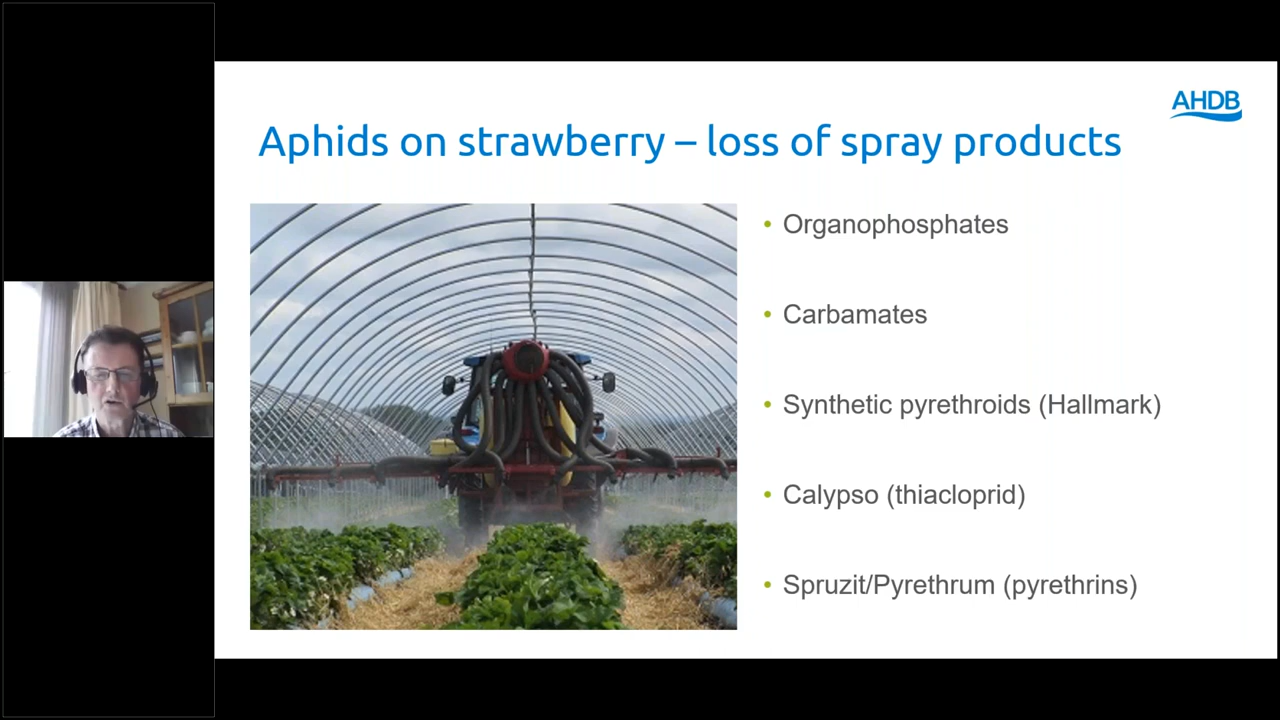 AHDB
Aphids on strawberry – loss of spray products
• Organophosphates
• Carbamates
• Synthetic pyrethroids (Hallmark)
• Calypso (thiacloprid)
• Spruzit/Pyrethrum (pyrethrins)